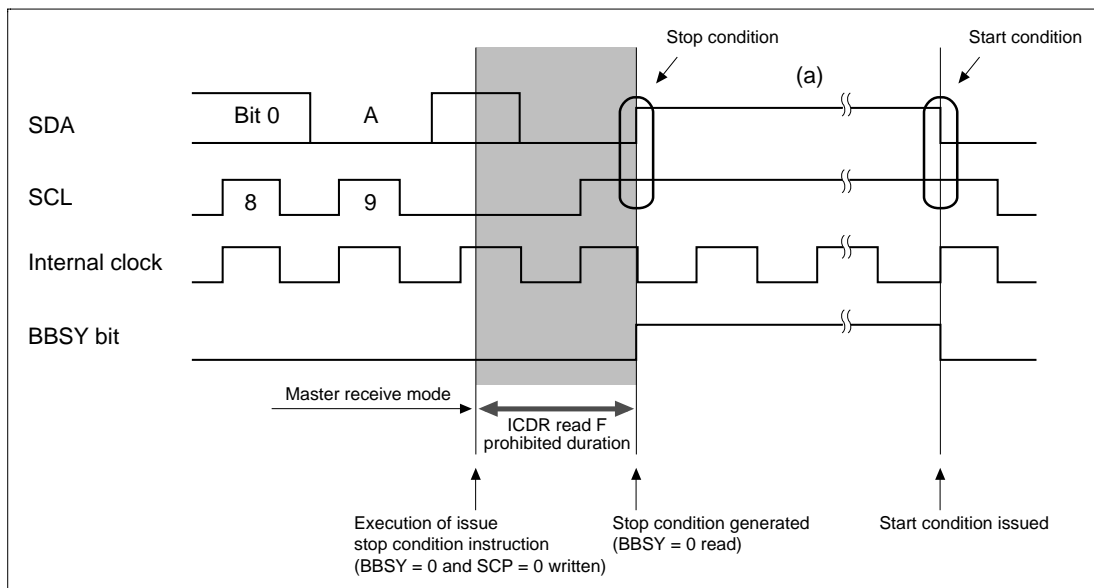 Stop condition
Start condition
(a)
SDA
Bit 0
A
SCL
8
9
Internal clock
BBSY bit
Master receive mode
ICDR read F
prohibited duration
Execution of issue
stop condition instruction
(BBSY = 0 and SCP = 0 written)
Stop condition generated
(BBSY = 0 read)
Start condition issued